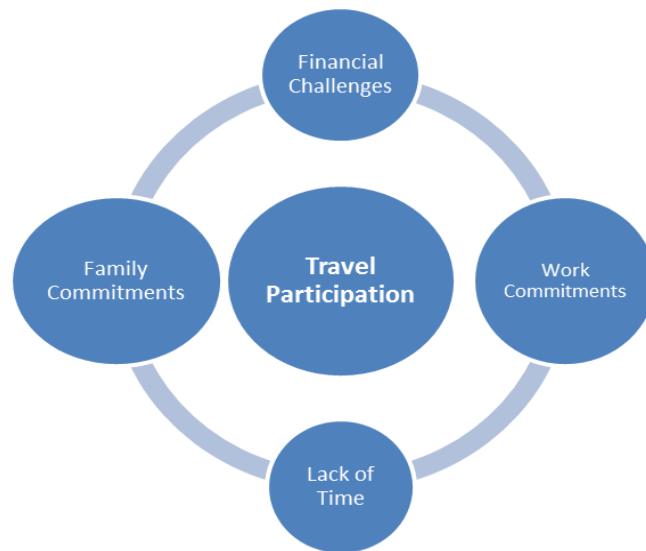 Financial
Challenges
Family
Commitments
Travel
Participation
Work
Commitments
Lack of
Time